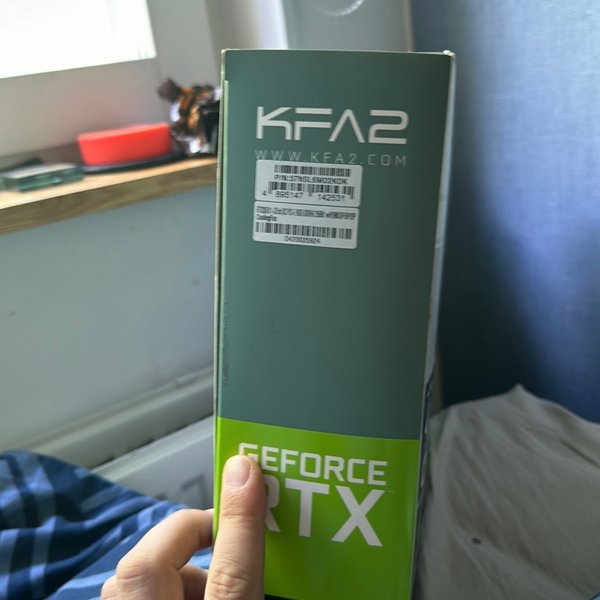 KFA2
WWW.KFA2.COM
P/N:37NSL6MD2KOK
4 895147 142531
GEFORCE
RTX